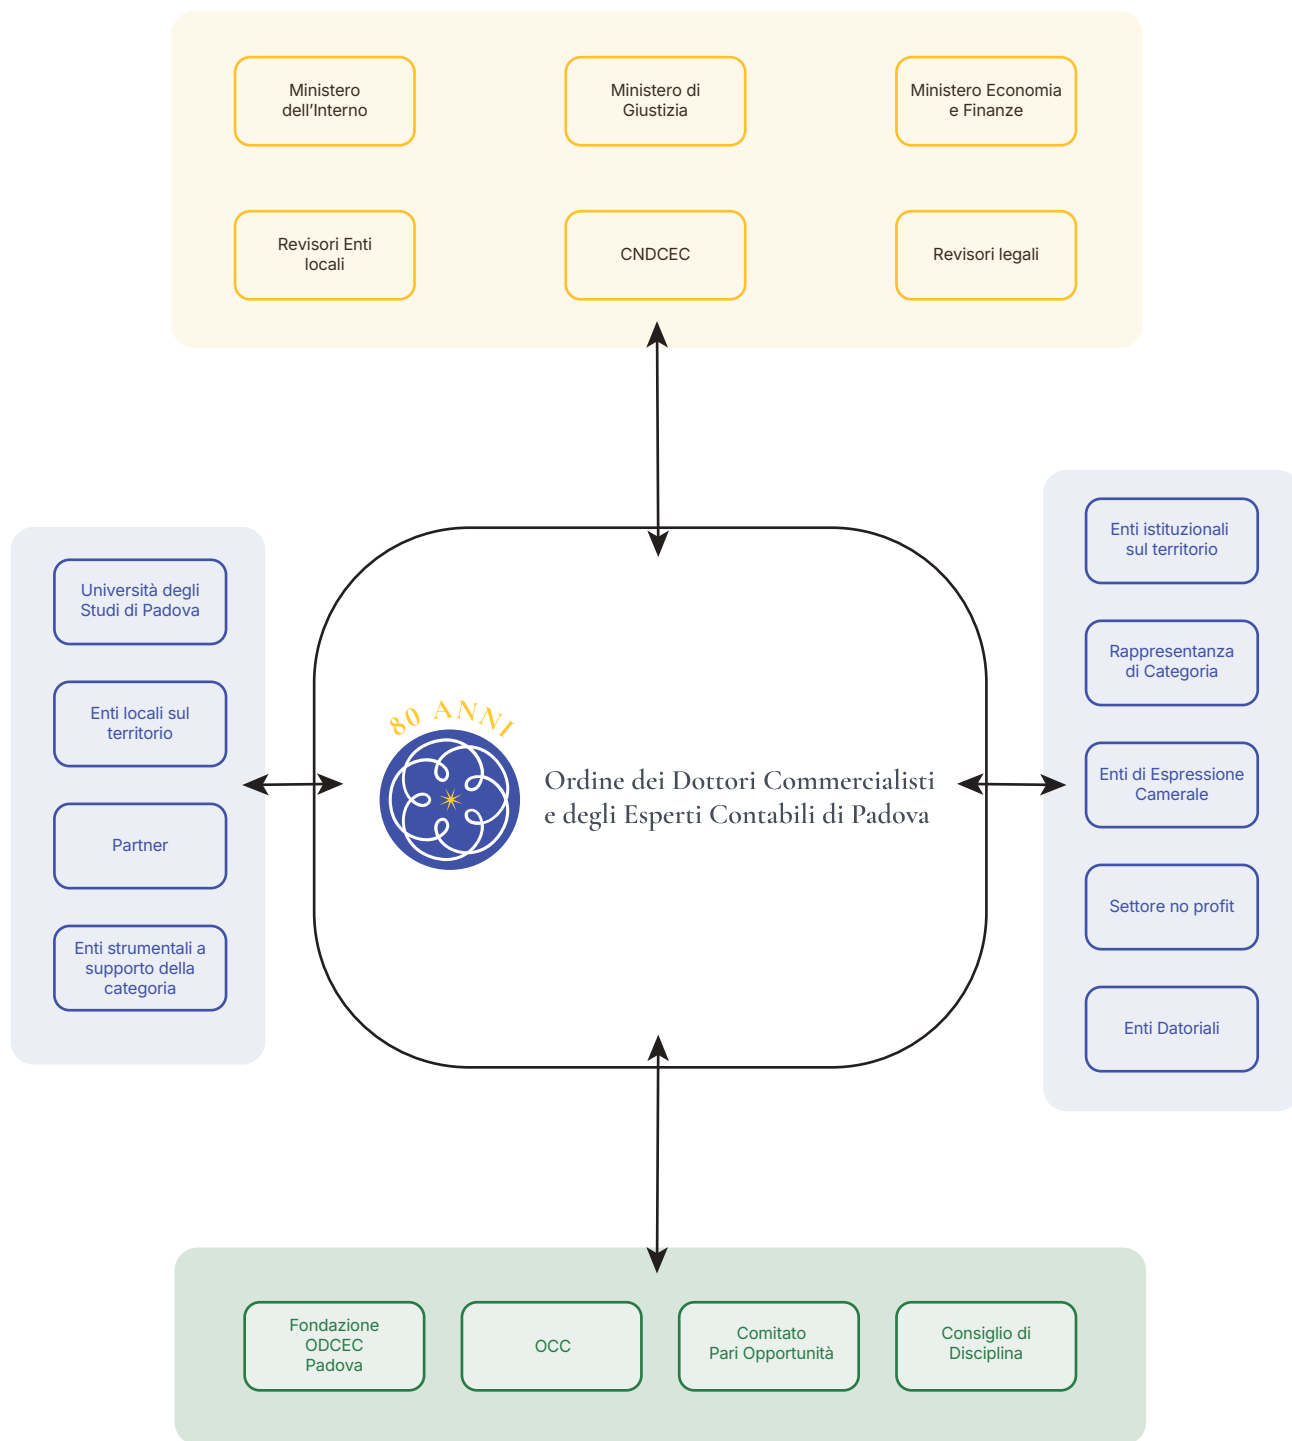 Ministero
dell’Interno
Ministero di
Giustizia
Ministero Economia
e Finanze
Revisori Enti
locali
CNDCEC
Revisori legali
Università degli
Studi di Padova
Enti locali sul
territorio
Partner
Enti strumentali a
supporto della
categoria
80 ANNI
Ordine dei Dottori Commercialisti
e degli Esperti Contabili di Padova
Enti istituzionali
sul territorio
Rappresentanza
di Categoria
Enti di Espressione
Camerale
Settore no profit
Enti Datoriali
Fondazione
ODCEC
Padova
OCC
Comitato
Pari Opportunità
Consiglio di
Disciplina